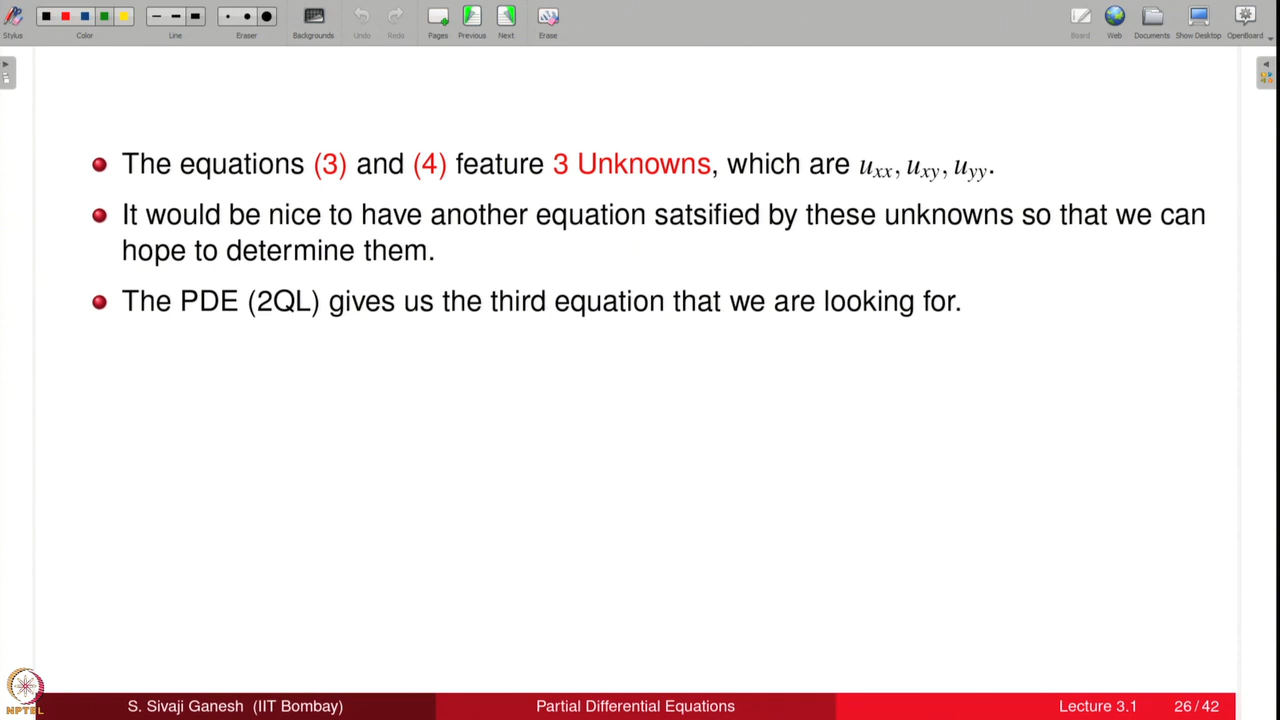 Stylus Color Line Eraser Backgrounds Undo Redo Pages Previous Next Erase Board Web Documents Show Desktop OpenBoard
The equations (3) and (4) feature 3 Unknowns, which are u_xx, u_xy, u_yy.
It would be nice to have another equation satsified by these unknowns so that we can
hope to determine them.
The PDE (2QL) gives us the third equation that we are looking for.
NPTEL
S. Sivaji Ganesh (IIT Bombay) Partial Differential Equations Lecture 3.1 26/42